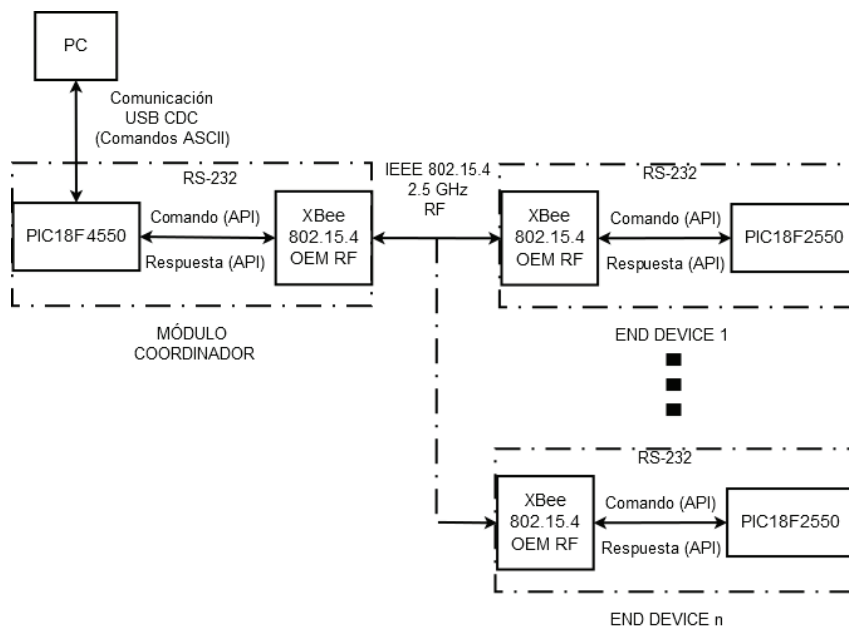 PC
Comunicación
USB CDC
(Comandos ASCII)
RS-232
PIC18F4550
Comando (API)
Respuesta (API)
XBee
802.15.4
OEM RF
MÓDULO
COORDINADOR
IEEE 802.15.4
2.5 GHz
RF
RS-232
XBee
802.15.4
OEM RF
Comando (API)
Respuesta (API)
PIC18F2550
END DEVICE 1
RS-232
XBee
802.15.4
OEM RF
Comando (API)
Respuesta (API)
PIC18F2550
END DEVICE n